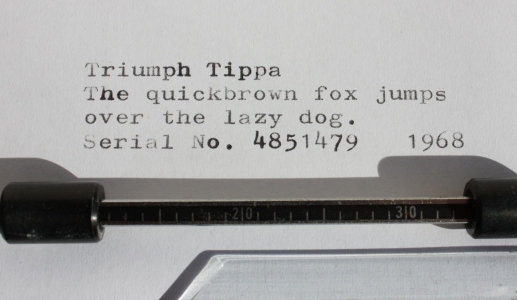 Triumph Tippa
The quickbrown fox jumps
over the lazy dog.
Serial No. 4851479 1968
20 30